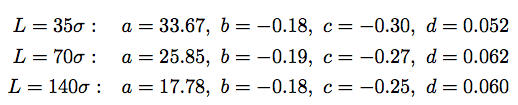 L = 35σ : a = 33.67, b = −0.18, c = −0.30, d = 0.052
L = 70σ : a = 25.85, b = −0.19, c = −0.27, d = 0.062
L = 140σ : a = 17.78, b = −0.18, c = −0.25, d = 0.060